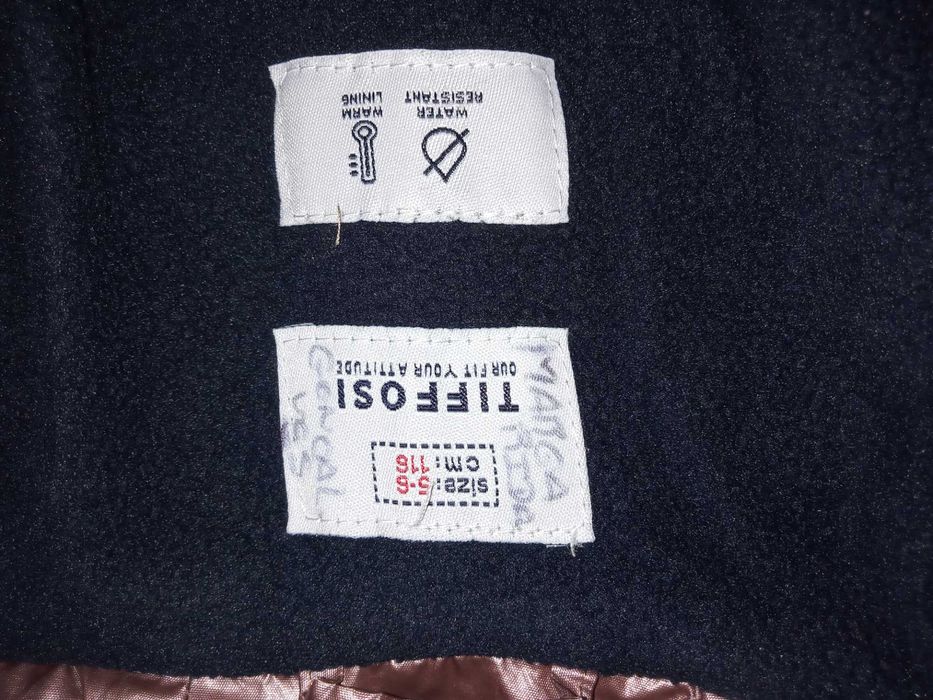 TIFFOSI
OUR FIT YOUR ATTITUDE
size: 5-6
cm: 116
WATER
RESISTANT
WARM
LINING